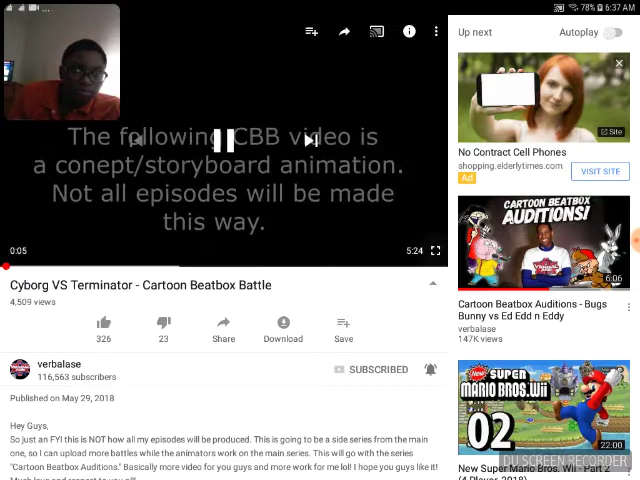 78% 6:37 AM
The following CBB video is
a conept/storyboard animation.
Not all episodes will be made
this way.
0:05
5:24
Cyborg VS Terminator - Cartoon Beatbox Battle
4,509 views
326
23
Share
Download
Save
verbalase
116,563 subscribers
SUBSCRIBED
Published on May 29, 2018
Hey Guys,
So just an FYI this is NOT how all my episodes will be produced. This is going to be a side series from the main
one, so I can upload more battles while the animators work on the main series. This will go with the
series "Cartoon Beatbox Auditions." Basically more video for you guys and more work for me lol! I hope you guys like it!
Up next
Autoplay
Site
No Contract Cell Phones
shopping.elderlytimes.com
Ad
VISIT SITE
CARTOON BEATBOX
AUDITIONS!
6:06
Cartoon Beatbox Auditions - Bugs
Bunny vs Ed Edd n Eddy
verbalase
147K views
New
SUPER
MARIO BROS.Wii
02
22:00
New Super Mario Bros. Wii - Part 2
DU SCREEN RECORDER